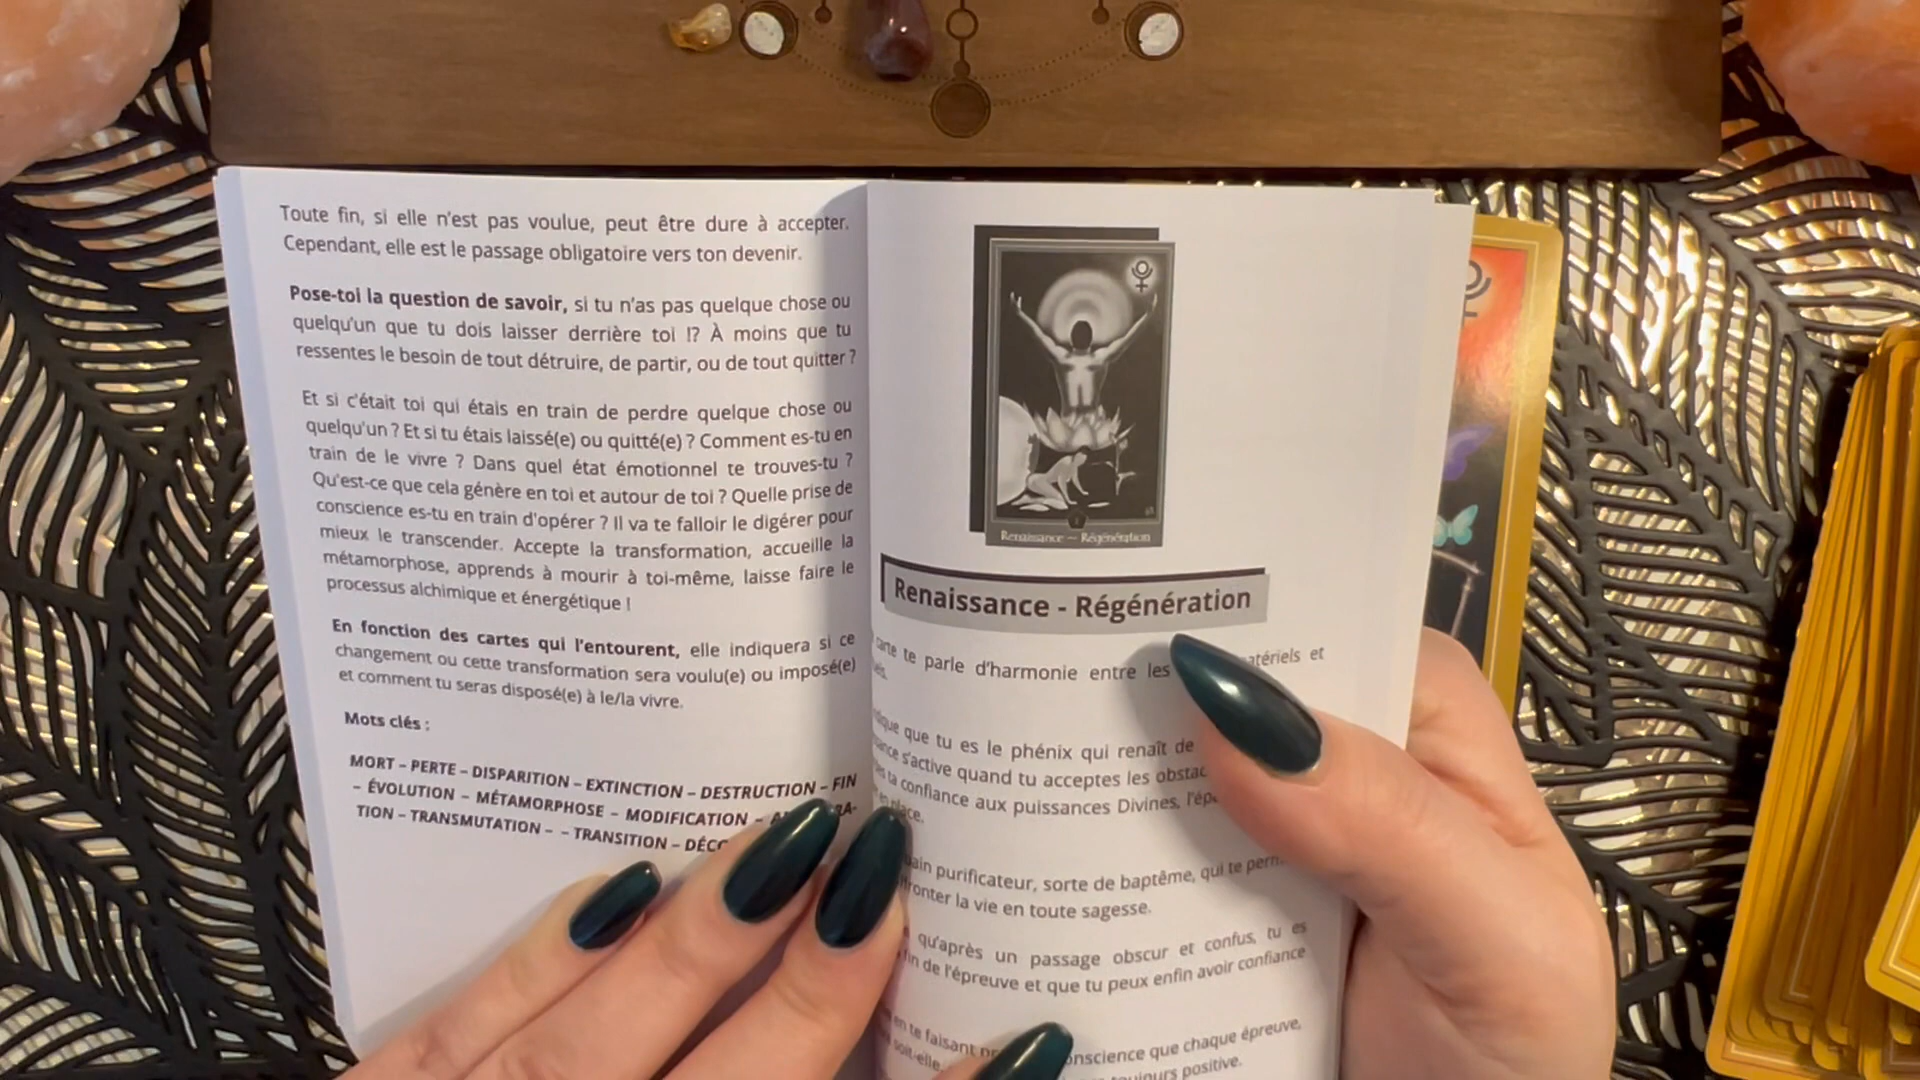 Toute fin, si elle n'est pas voulue, peut être dure à accepter.
Cependant, elle est le passage obligatoire vers ton devenir.
Pose-toi la question de savoir, si tu n'as pas quelque chose ou
quelqu'un que tu dois laisser derrière toi !? À moins que tu
ressentes le besoin de tout détruire, de partir, ou de tout quitter ?
Et si c'était toi qui étais en train de perdre quelque chose ou
quelqu'un ? Et si tu étais laissé(e) ou quitté(e) ? Comment es-tu en
train de le vivre ? Dans quel état émotionnel te trouves-tu ?
Qu'est-ce que cela génère en toi et autour de toi ? Quelle prise de
conscience es-tu en train d'opérer ? Il va te falloir le digérer pour
mieux le transcender. Accepte la transformation, accueille la
métamorphose, apprends à mourir à toi-même, laisse faire le
processus alchimique et énergétique !
En fonction des cartes qui l'entourent, elle indiquera si ce
changement ou cette transformation sera voulu(e) ou imposé(e)
et comment tu seras disposé(e) à le/la vivre.
Mots clés :
MORT – PERTE – DISPARITION – EXTINCTION – DESTRUCTION – FIN
– ÉVOLUTION – MÉTAMORPHOSE – MODIFICATION –
TION – TRANSMUTATION – – TRANSITION –
Renaissance — Régénération
Renaissance - Régénération
carte te parle d'harmonie entre les et
que tu es le phénix qui renaît de
s'active quand tu acceptes les
ta confiance aux puissances Divines,
en place.
purificateur, sorte de baptême, qui te
la vie en toute sagesse.
qu'après un passage obscur et confus, tu es
fin de l'épreuve et que tu peux enfin avoir confiance
en te faisant que chaque épreuve,
soit-elle, toujours positive.